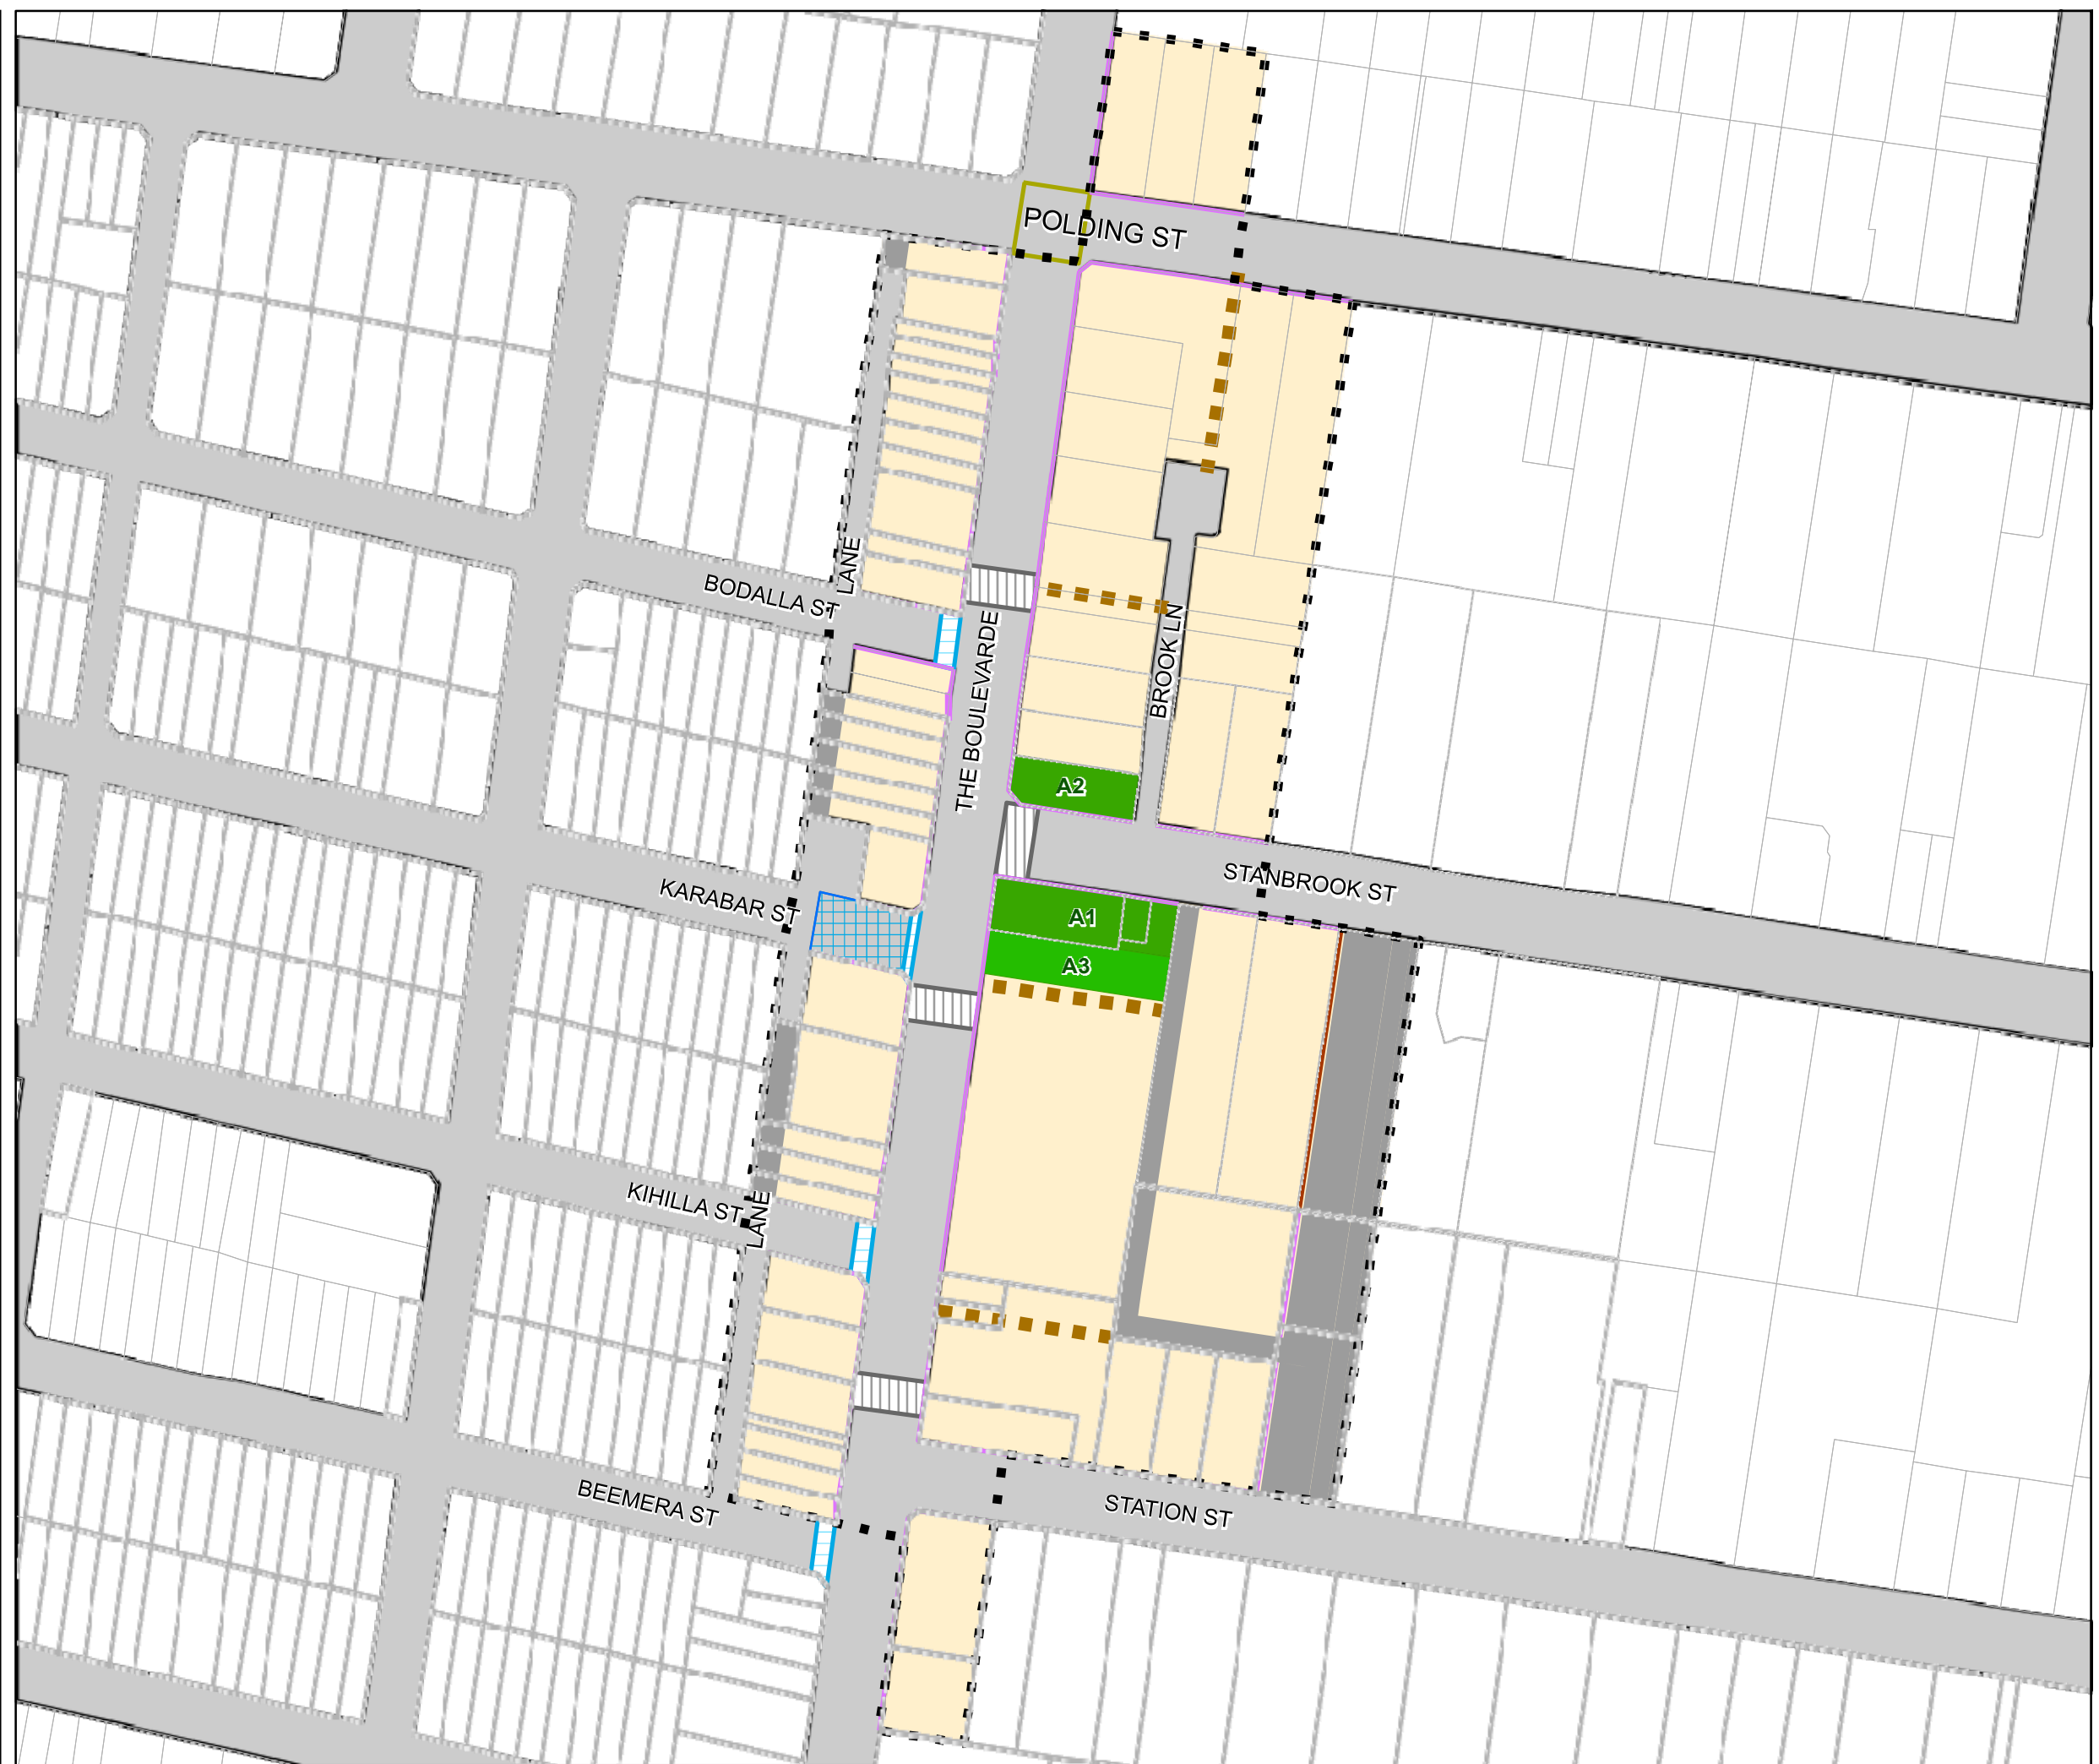 POLDING ST
LANE
BODALLA ST
THE BOULEVARDE
BROOK LN
A2
STANBROOK ST
KARABAR ST
A1
A3
KIHILLA ST
LANE
BEEMERA ST
STATION ST